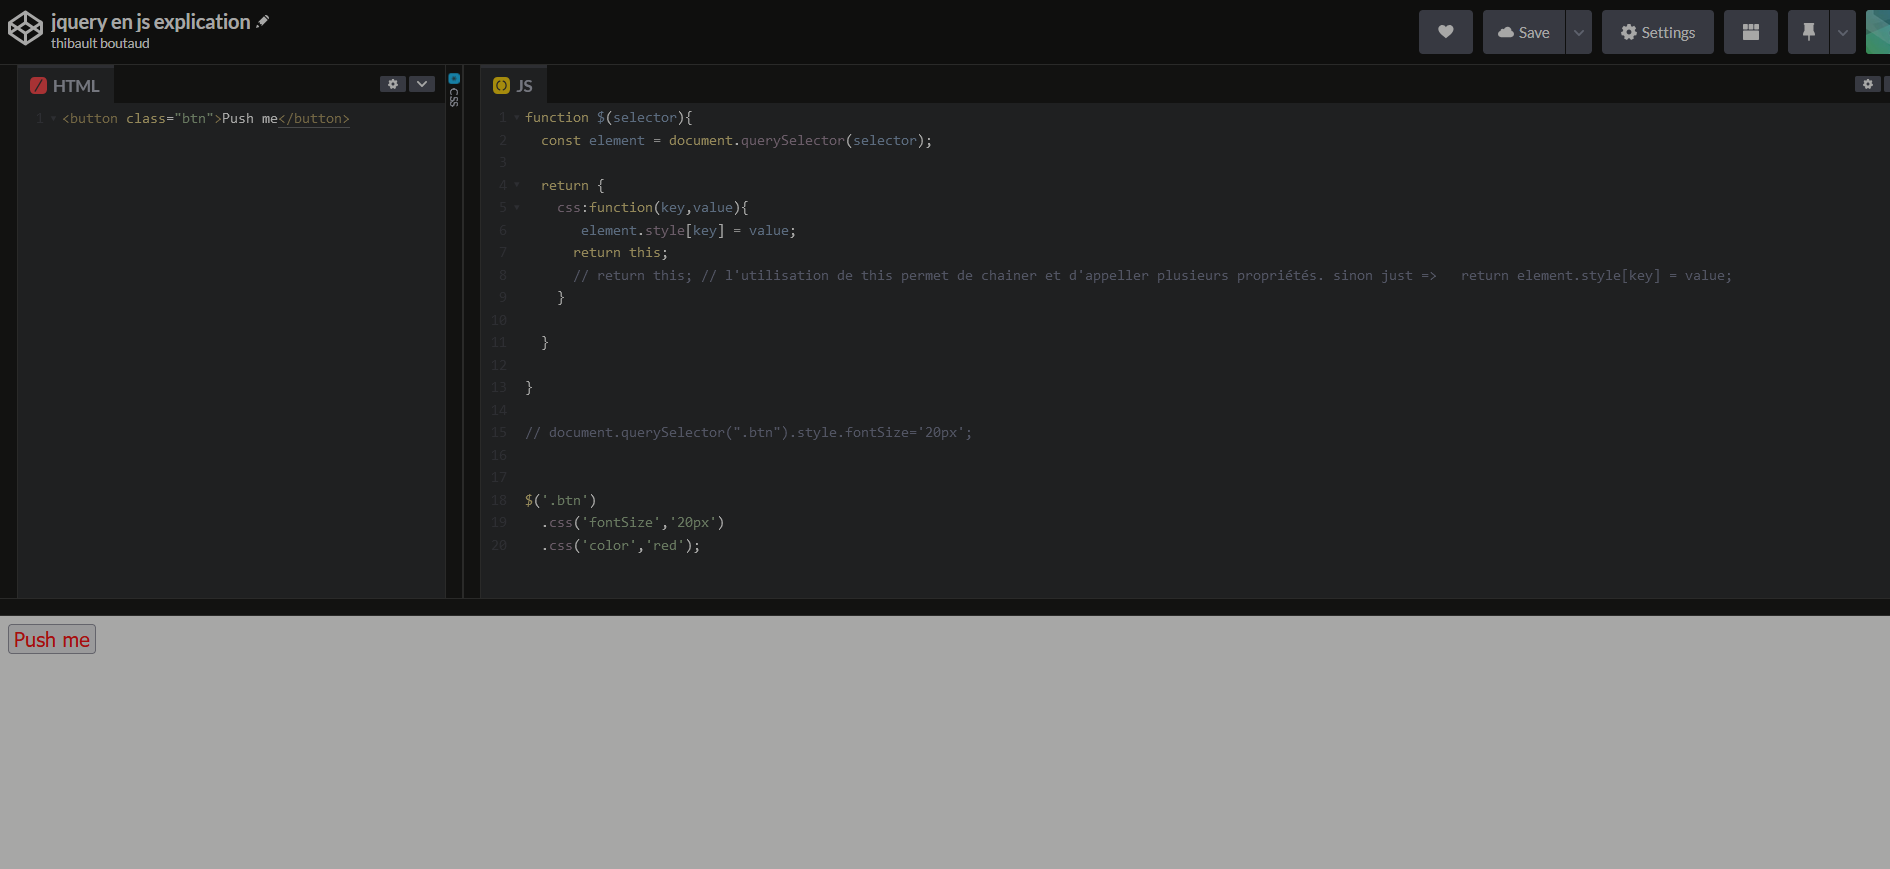 jquery en js explication
thibault boutaud
Save
Settings
HTML
CSS
JS
1 <button class="btn">Push me</button>
1 function $(selector){
2 const element = document.querySelector(selector);
3
4 return {
5 css:function(key,value){
6 element.style[key] = value;
7 return this;
8 // return this; // l'utilisation de this permet de chainer et d'appeller plusieurs propriétés. sinon just => return element.style[key] = value;
9 }
10
11 }
12
13 }
14
15 // document.querySelector(".btn").style.fontSize='20px';
16
17
18 $('.btn')
19 .css('fontSize','20px')
20 .css('color','red');
Push me